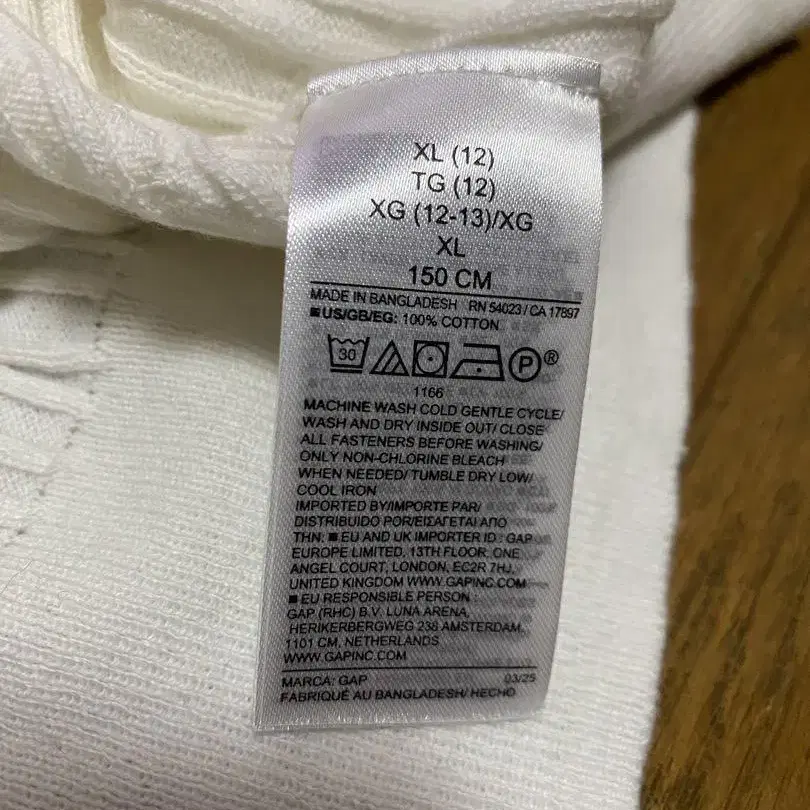 XL (12)
TG (12)
XG (12-13)/XG
XL
150 CM
MADE IN BANGLADESH RN 54023 / CA 17897
■US/GB/EG: 100% COTTON
30 P®
1166
MACHINE WASH COLD GENTLE CYCLE/
WASH AND DRY INSIDE OUT/ CLOSE
ALL FASTENERS BEFORE WASHING/
ONLY NON-CHLORINE BLEACH
WHEN NEEDED/ TUMBLE DRY LOW/
COOL IRON
IMPORTED BY/IMPORTE PAR/
DISTRIBUIDO POR/ΕΙΣΑΓΕΤΑΙ ΑΠΟ
ΤΗΝ: ■ EU AND UK IMPORTER ID : GAP
EUROPE LIMITED, 13TH FLOOR, ONE
ANGEL COURT, LONDON, EC2R 7HJ,
UNITED KINGDOM WWW.GAPINC.COM
■ EU RESPONSIBLE PERSON :
GAP (RHC) B.V. LUNA ARENA,
HERIKERBERGWEG 238 AMSTERDAM,
1101 CM, NETHERLANDS
WWW.GAPINC.COM
MARCA: GAP 03/25
FABRIQUÉ AU BANGLADESH/ HECHO